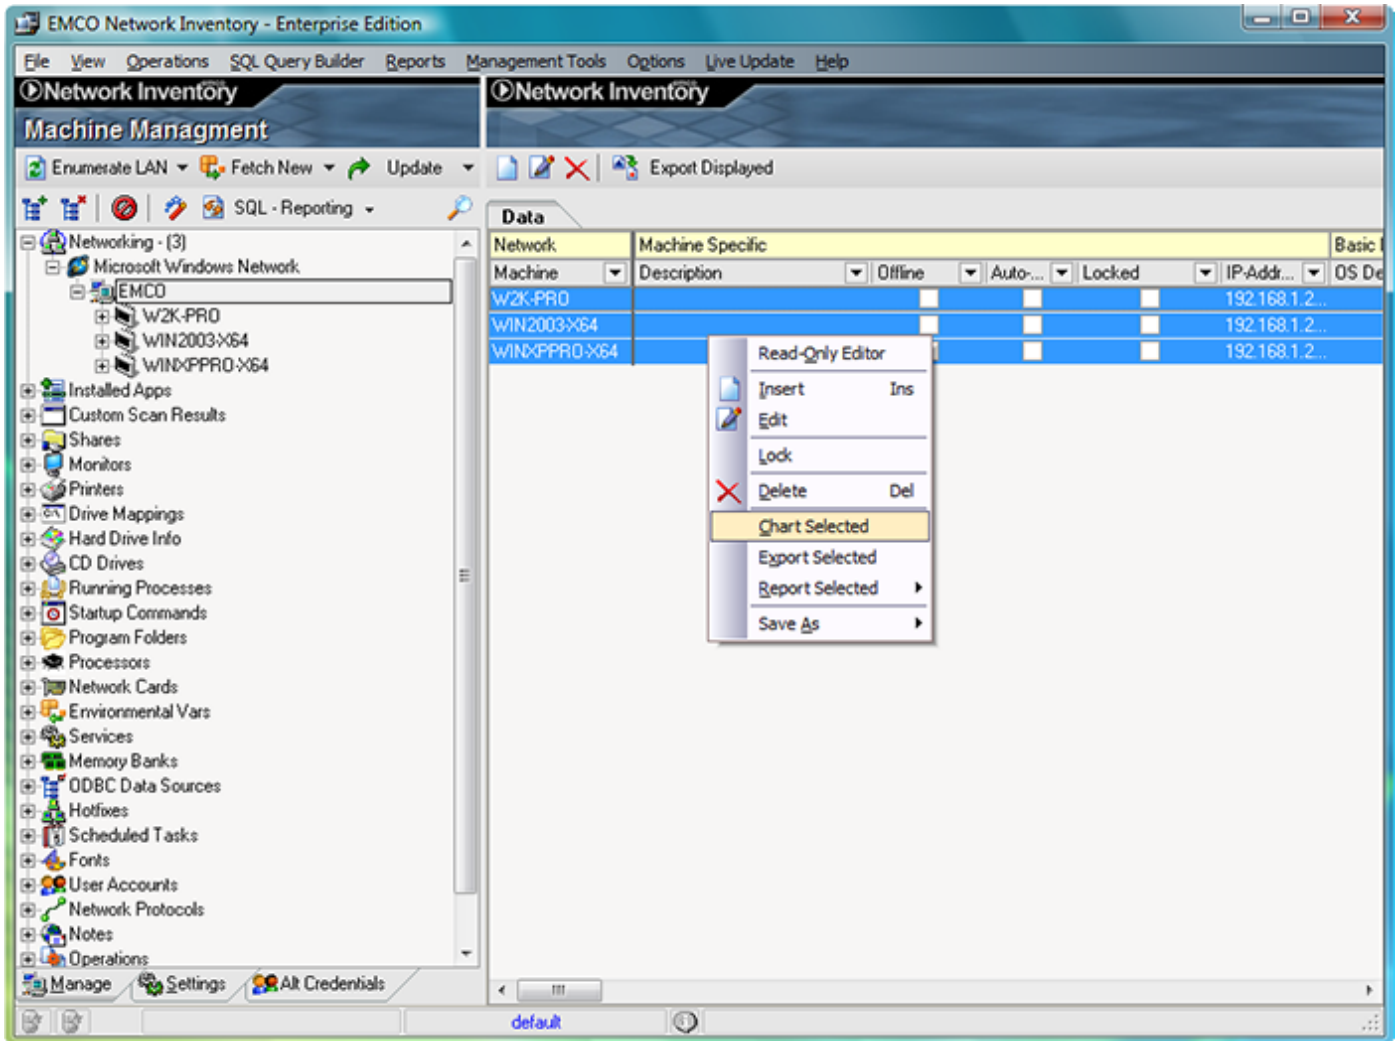 EMCO Network Inventory - Enterprise Edition
File View Operations SQL Query Builder Reports Management Tools Options Live Update Help
Network Inventory
Machine Managment
Enumerate LAN Fetch New Update
SQL - Reporting
Networking - (3)
Microsoft Windows Network
EMCO
W2K-PRO
WIN2003-X64
WINXPPRO-X64
Installed Apps
Custom Scan Results
Shares
Monitors
Printers
Drive Mappings
Hard Drive Info
CD Drives
Running Processes
Startup Commands
Program Folders
Processors
Network Cards
Environmental Vars
Services
Memory Banks
ODBC Data Sources
Hotfixes
Scheduled Tasks
Fonts
User Accounts
Network Protocols
Notes
Operations
Manage Settings Alt Credentials
Network Inventory
Export Displayed
Data
Network Machine Specific Basic I
Machine Description Offline Auto-... Locked IP-Addr... OS De
W2K-PRO 192.168.1.2...
WIN2003-X64 192.168.1.2...
WINXPPRO-X64 192.168.1.2...
Read-Only Editor
Insert Ins
Edit
Lock
Delete Del
Chart Selected
Export Selected
Report Selected
Save As
default